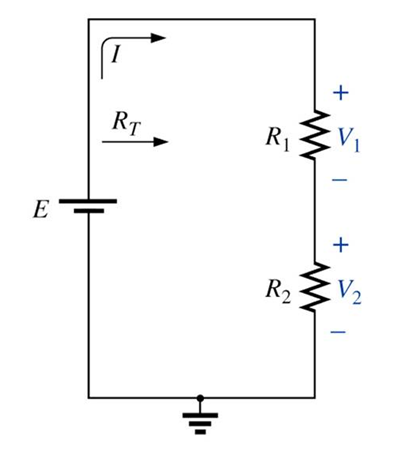 I
R_T
+
R₁ V₁
−
E
+
R₂ V₂
−